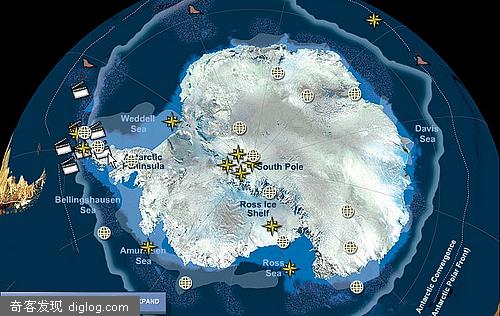 Weddell
Sea
Davis
Sea
Antarctic
Peninsula
South Pole
Bellingshausen
Sea
Ross Ice
Shelf
Amundsen
Sea
Ross
Sea
Antarctic Convergence
(Antarctic Polar Front)
EXPAND
奇客发现 diglog.com